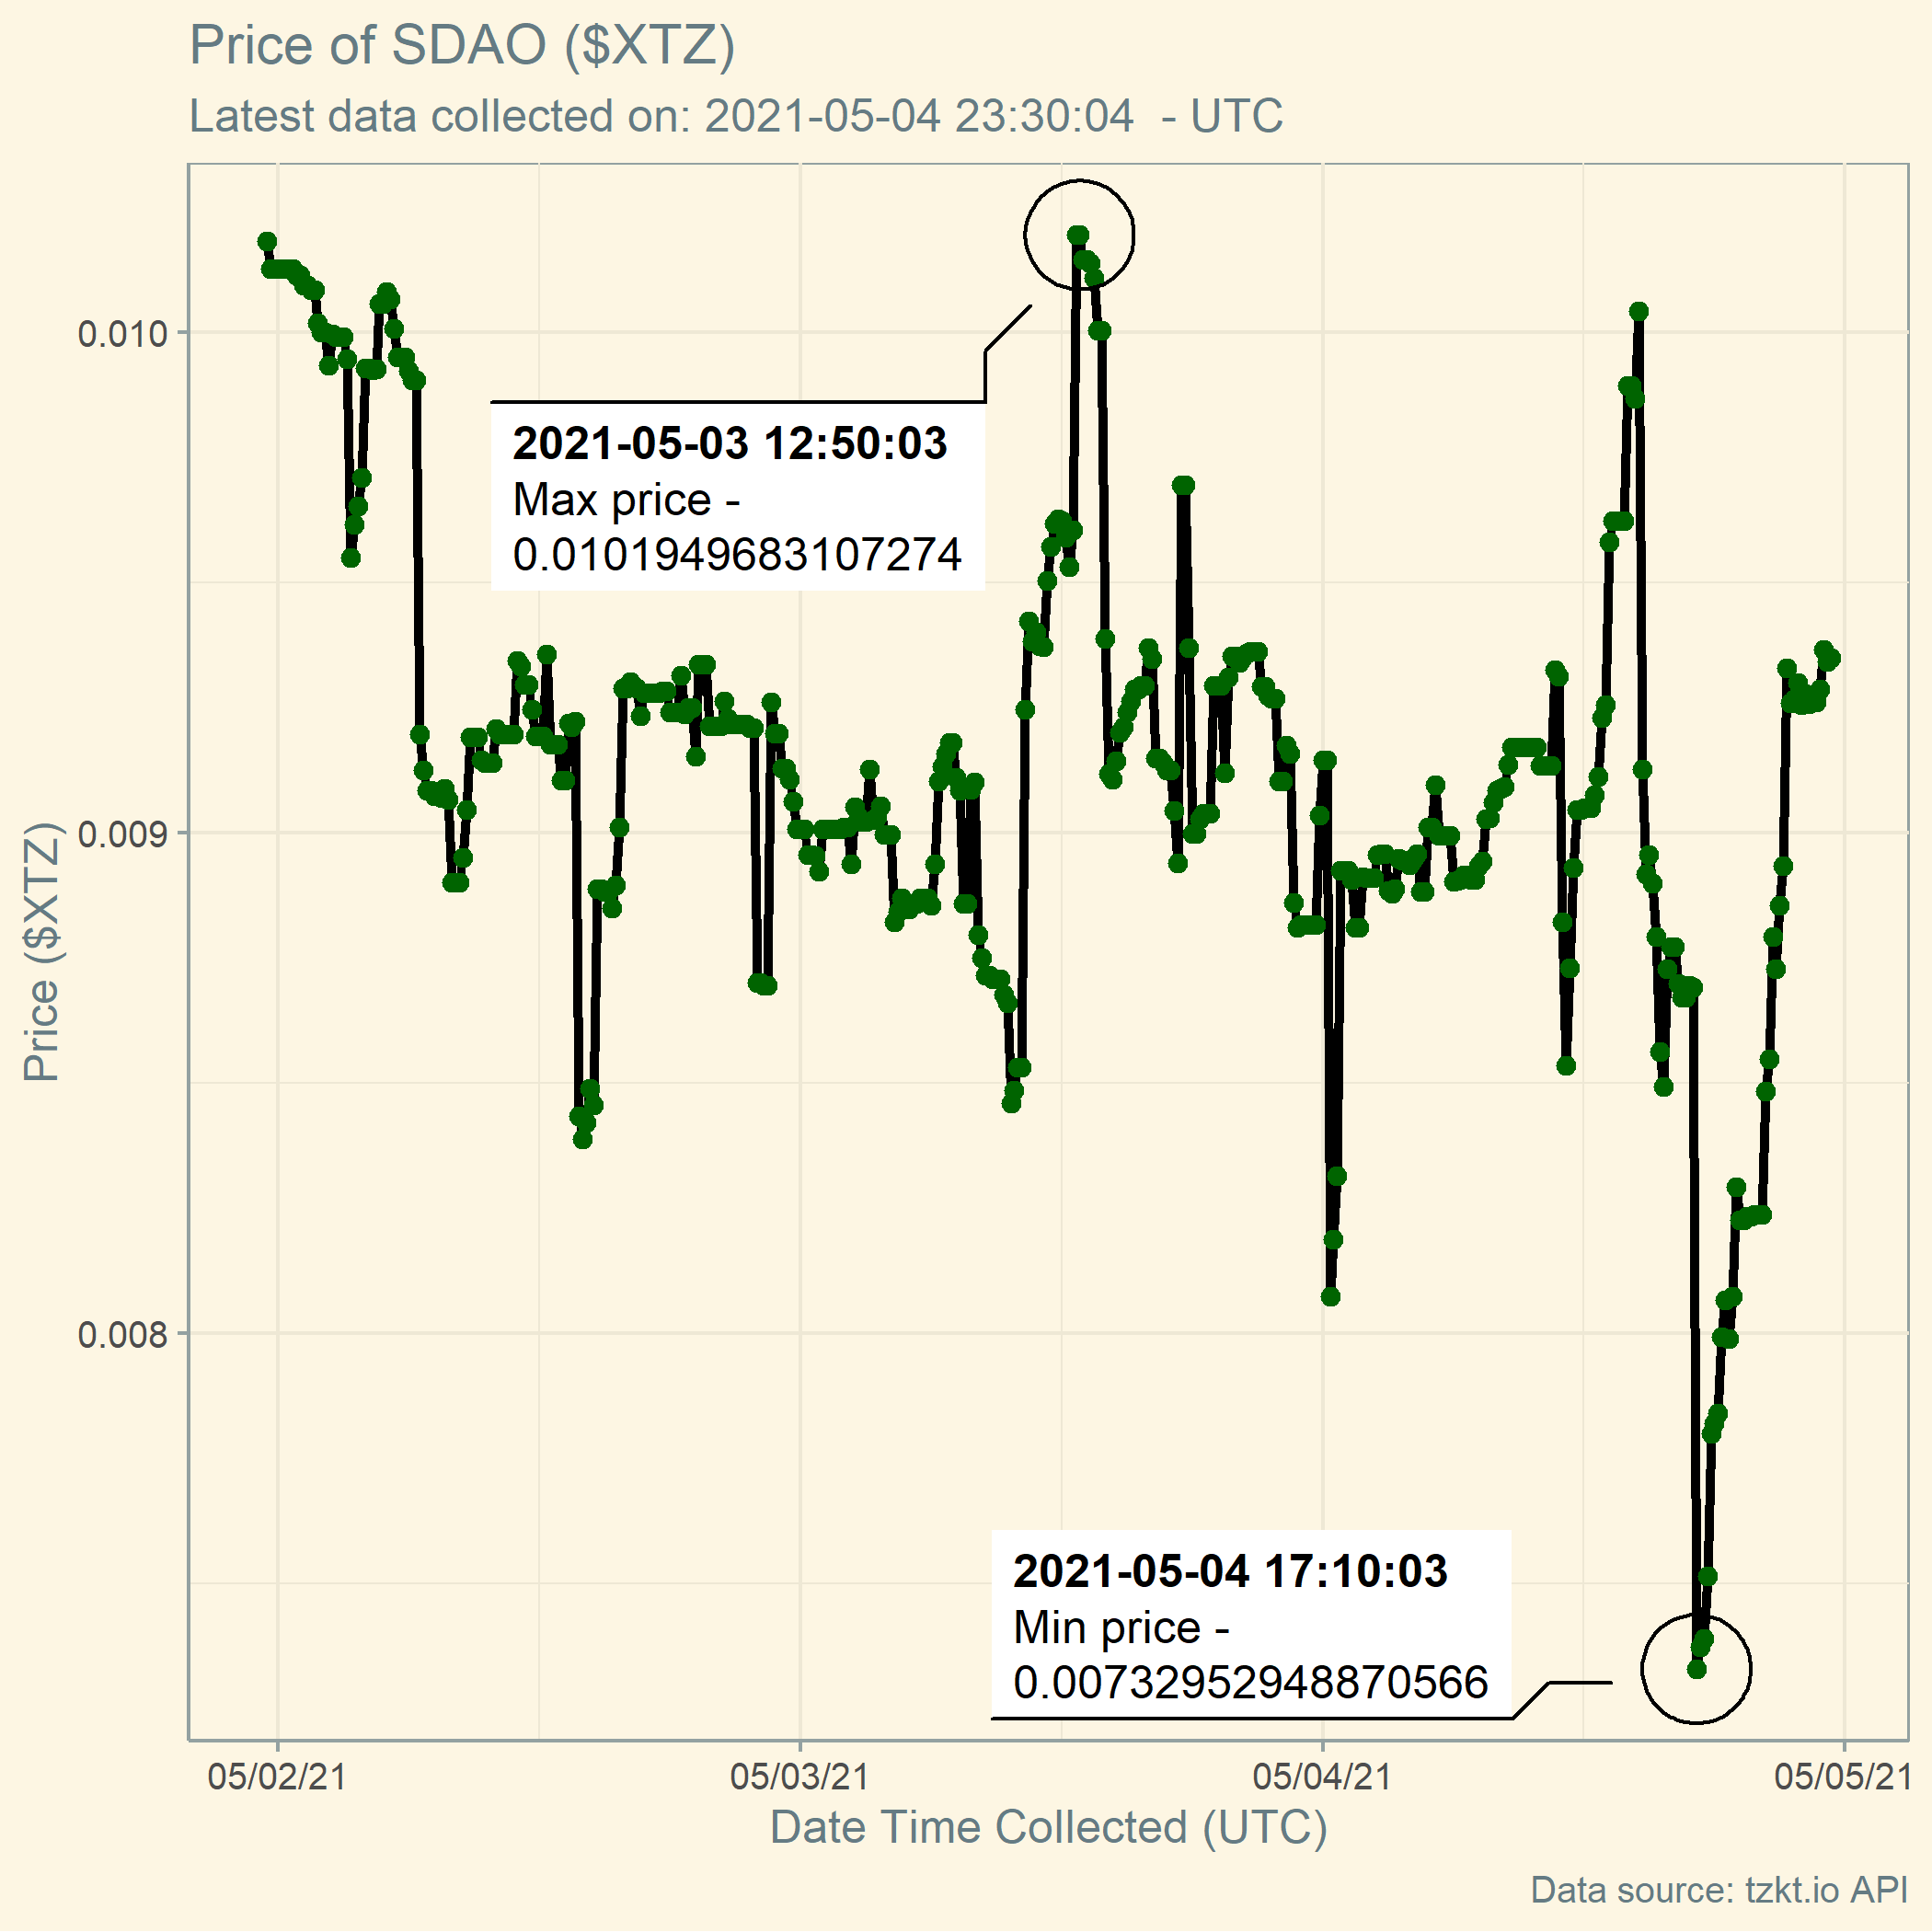 Price of SDAO ($XTZ)
Latest data collected on: 2021-05-04 23:30:04  - UTC
0.010
2021-05-03 12:50:03
Max price -
0.0101949683107274
0.009
Price ($XTZ)
0.008
2021-05-04 17:10:03
Min price -
0.00732952948870566
05/02/21
05/03/21
05/04/21
05/05/21
Date Time Collected (UTC)
Data source: tzkt.io API